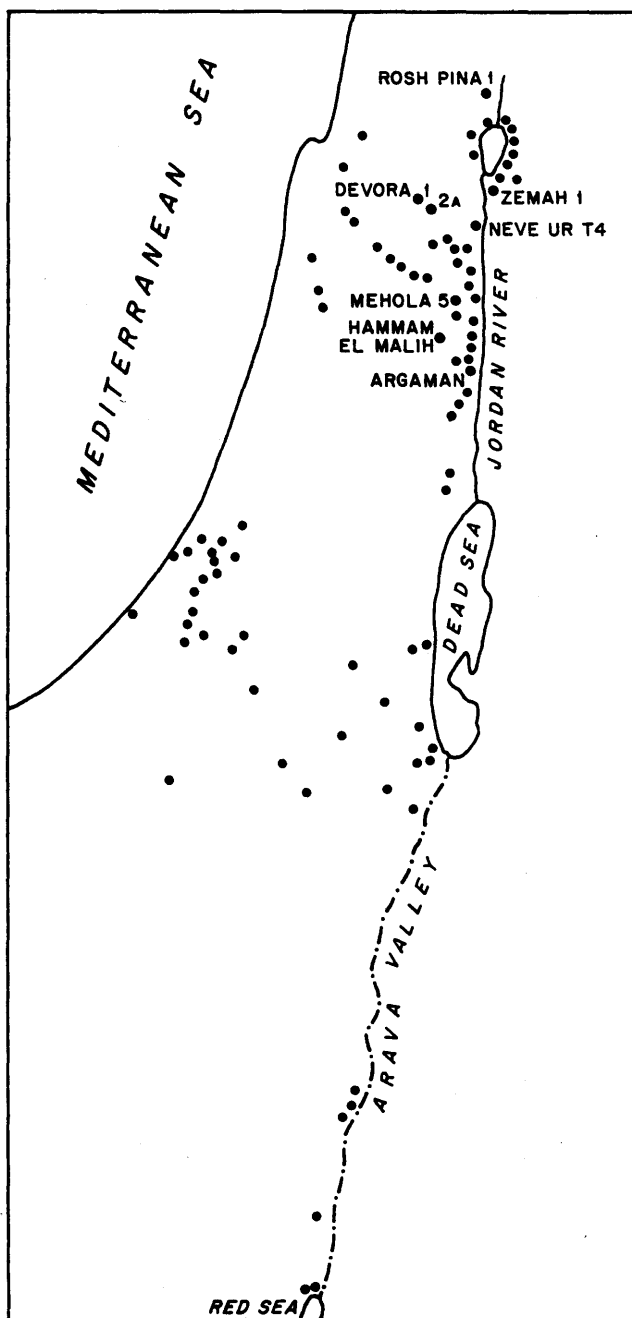 ROSH PINA 1
MEDITERRANEAN SEA
DEVORA 1
2A
ZEMAH 1
NEVE UR T4
MEHOLA 5
HAMMAM
EL MALIH
ARGAMAN
JORDAN RIVER
DEAD SEA
ARAVA VALLEY
RED SEA